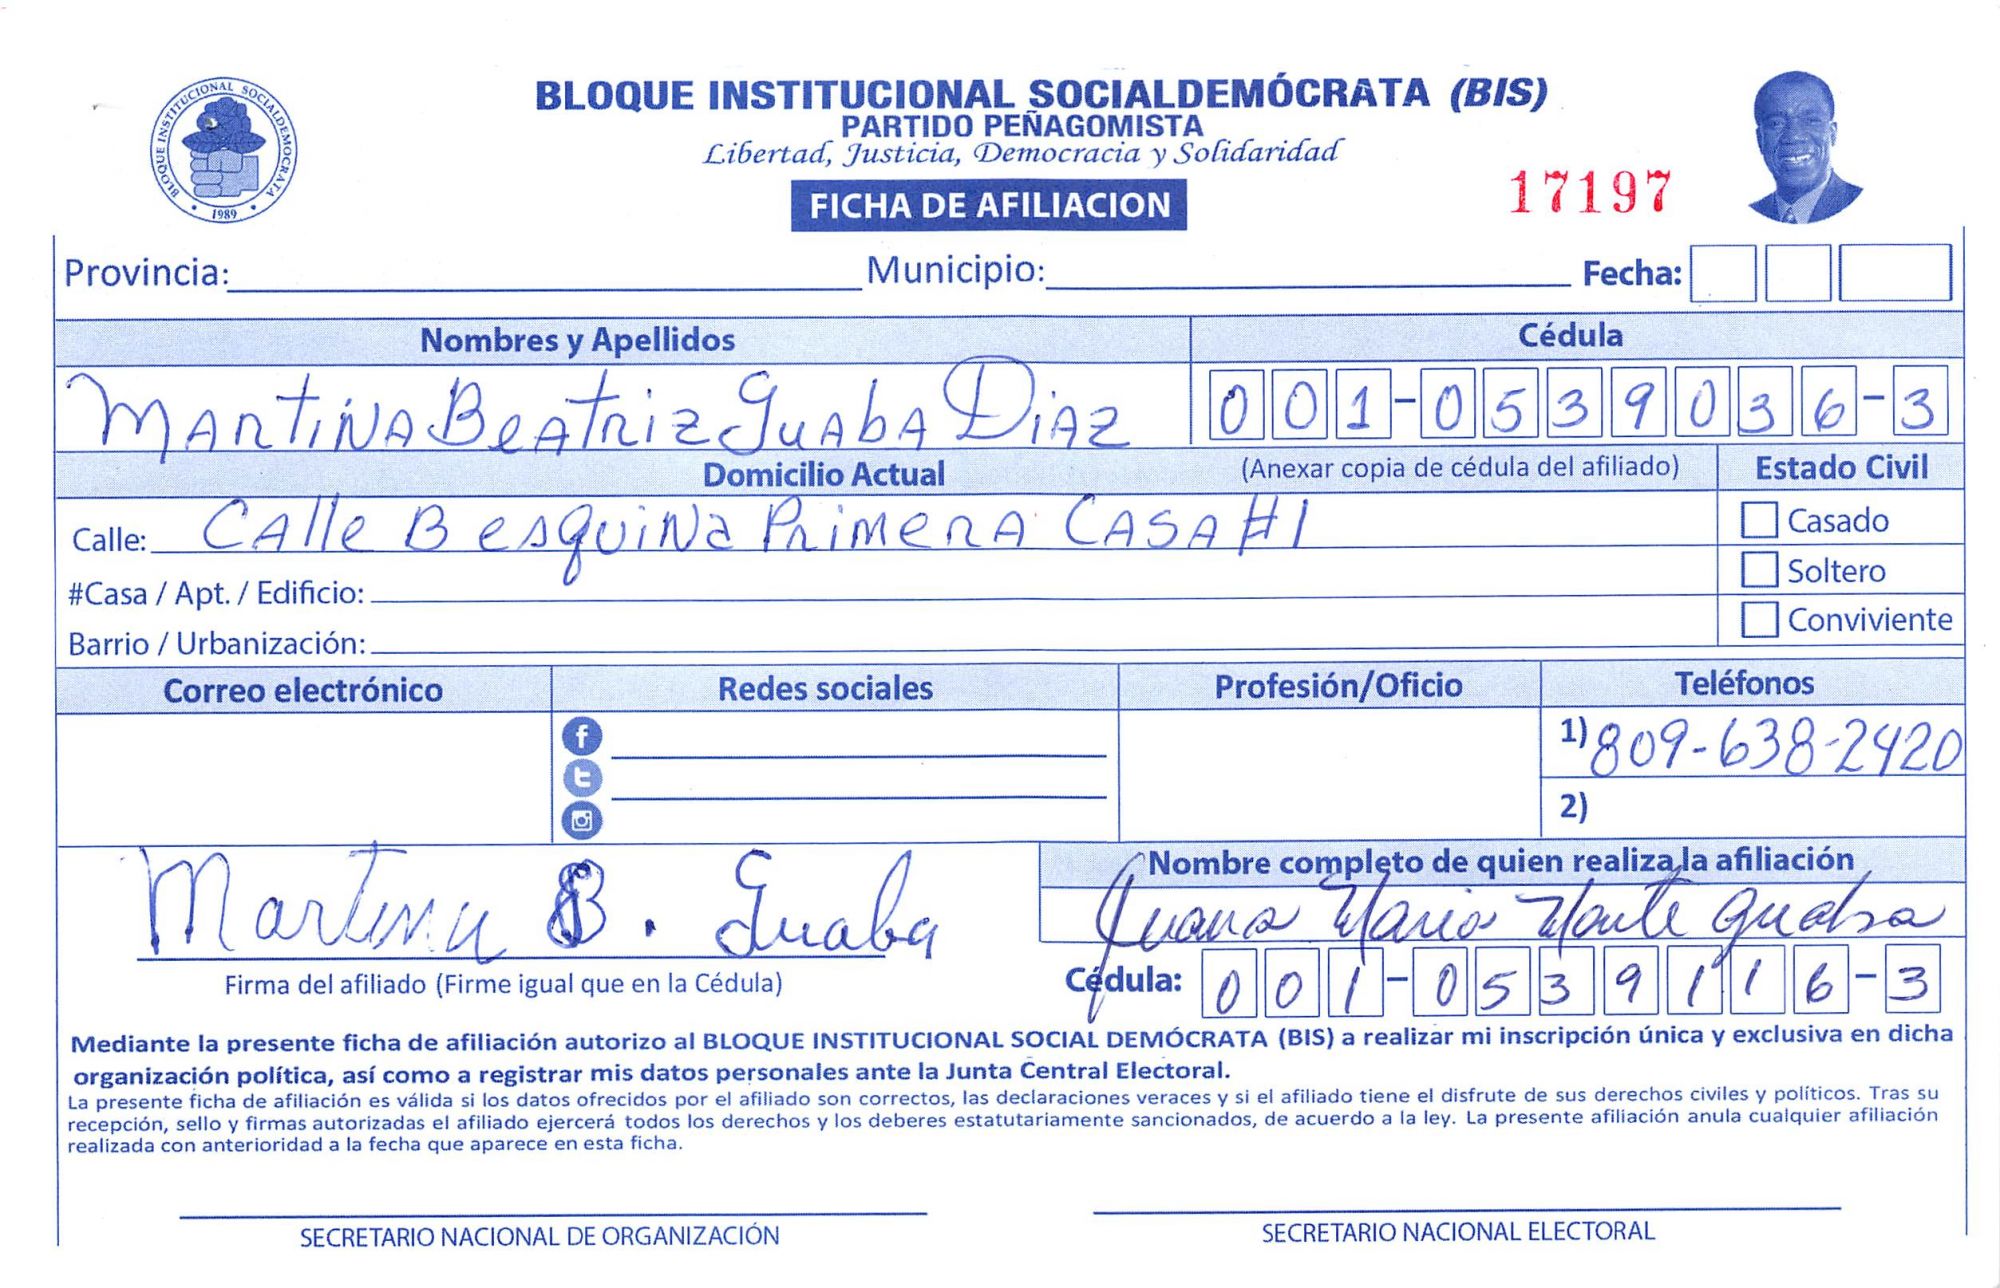 BLOQUE INSTITUCIONAL SOCIALDEMÓCRATA (BIS)
PARTIDO PEÑAGOMISTA
Libertad, Justicia, Democracia y Solidaridad
FICHA DE AFILIACION
17197
BLOQUE INSTITUCIONAL SOCIALDEMOCRATA
• 1989 •
Provincia: Municipio: Fecha:
Nombres y Apellidos Cédula
Martina Beatriz Guaba Diaz 001-0539036-3
Domicilio Actual (Anexar copia de cédula del afiliado) Estado Civil
Calle: Calle B esquina Primera Casa #1 Casado
#Casa / Apt. / Edificio: Soltero
Barrio / Urbanización: Conviviente
Correo electrónico Redes sociales Profesión/Oficio Teléfonos
1) 809-638-2420
2)
Martina B. Guaba
Nombre completo de quien realiza la afiliación
Juana Maria Monte Guaba
Firma del afiliado (Firme igual que en la Cédula) Cédula: 001-0539116-3
Mediante la presente ficha de afiliación autorizo al BLOQUE INSTITUCIONAL SOCIAL DEMÓCRATA (BIS) a realizar mi inscripción única y exclusiva en dicha
organización política, así como a registrar mis datos personales ante la Junta Central Electoral.
La presente ficha de afiliación es válida si los datos ofrecidos por el afiliado son correctos, las declaraciones veraces y si el afiliado tiene el disfrute de sus derechos civiles y políticos. Tras su
recepción, sello y firmas autorizadas el afiliado ejercerá todos los derechos y los deberes estatutariamente sancionados, de acuerdo a la ley. La presente afiliación anula cualquier afiliación
realizada con anterioridad a la fecha que aparece en esta ficha.
SECRETARIO NACIONAL DE ORGANIZACIÓN SECRETARIO NACIONAL ELECTORAL